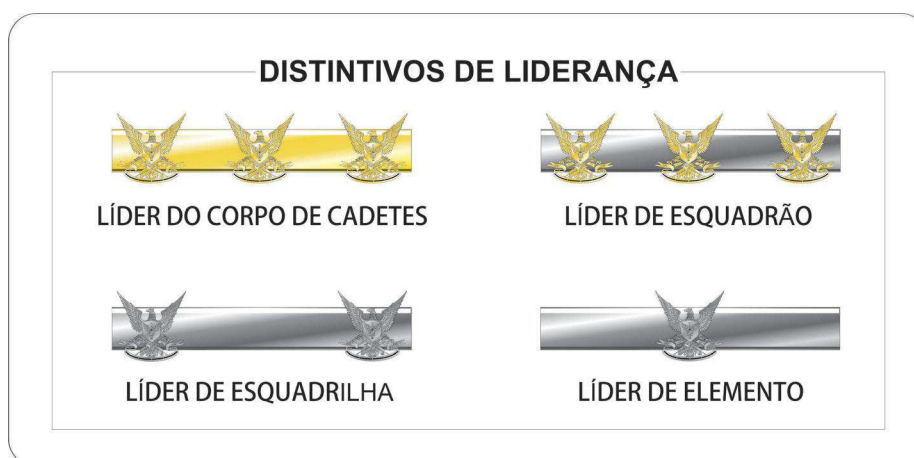 DISTINTIVOS DE LIDERANÇA
LÍDER DO CORPO DE CADETES
LÍDER DE ESQUADRÃO
LÍDER DE ESQUADRILHA
LÍDER DE ELEMENTO